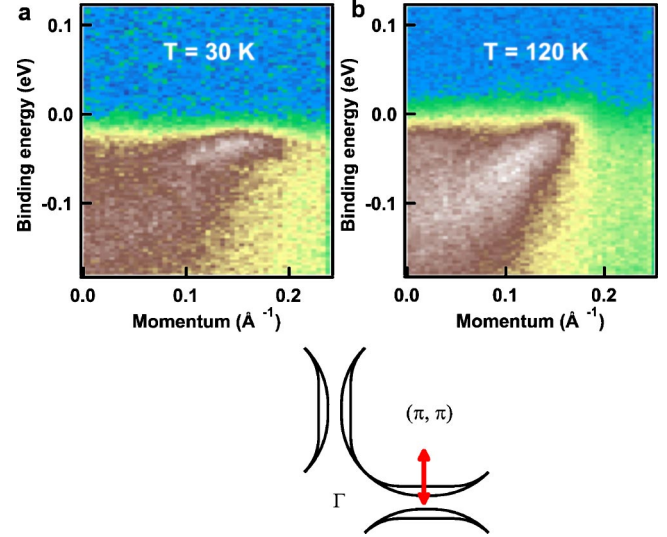 a
T = 30 K
Binding energy (eV)
0.1
0.0
-0.1
0.0 0.1 0.2
Momentum (Å⁻¹)
b
T = 120 K
Binding energy (eV)
0.1
0.0
-0.1
0.0 0.1 0.2
Momentum (Å⁻¹)
(π, π)
Γ